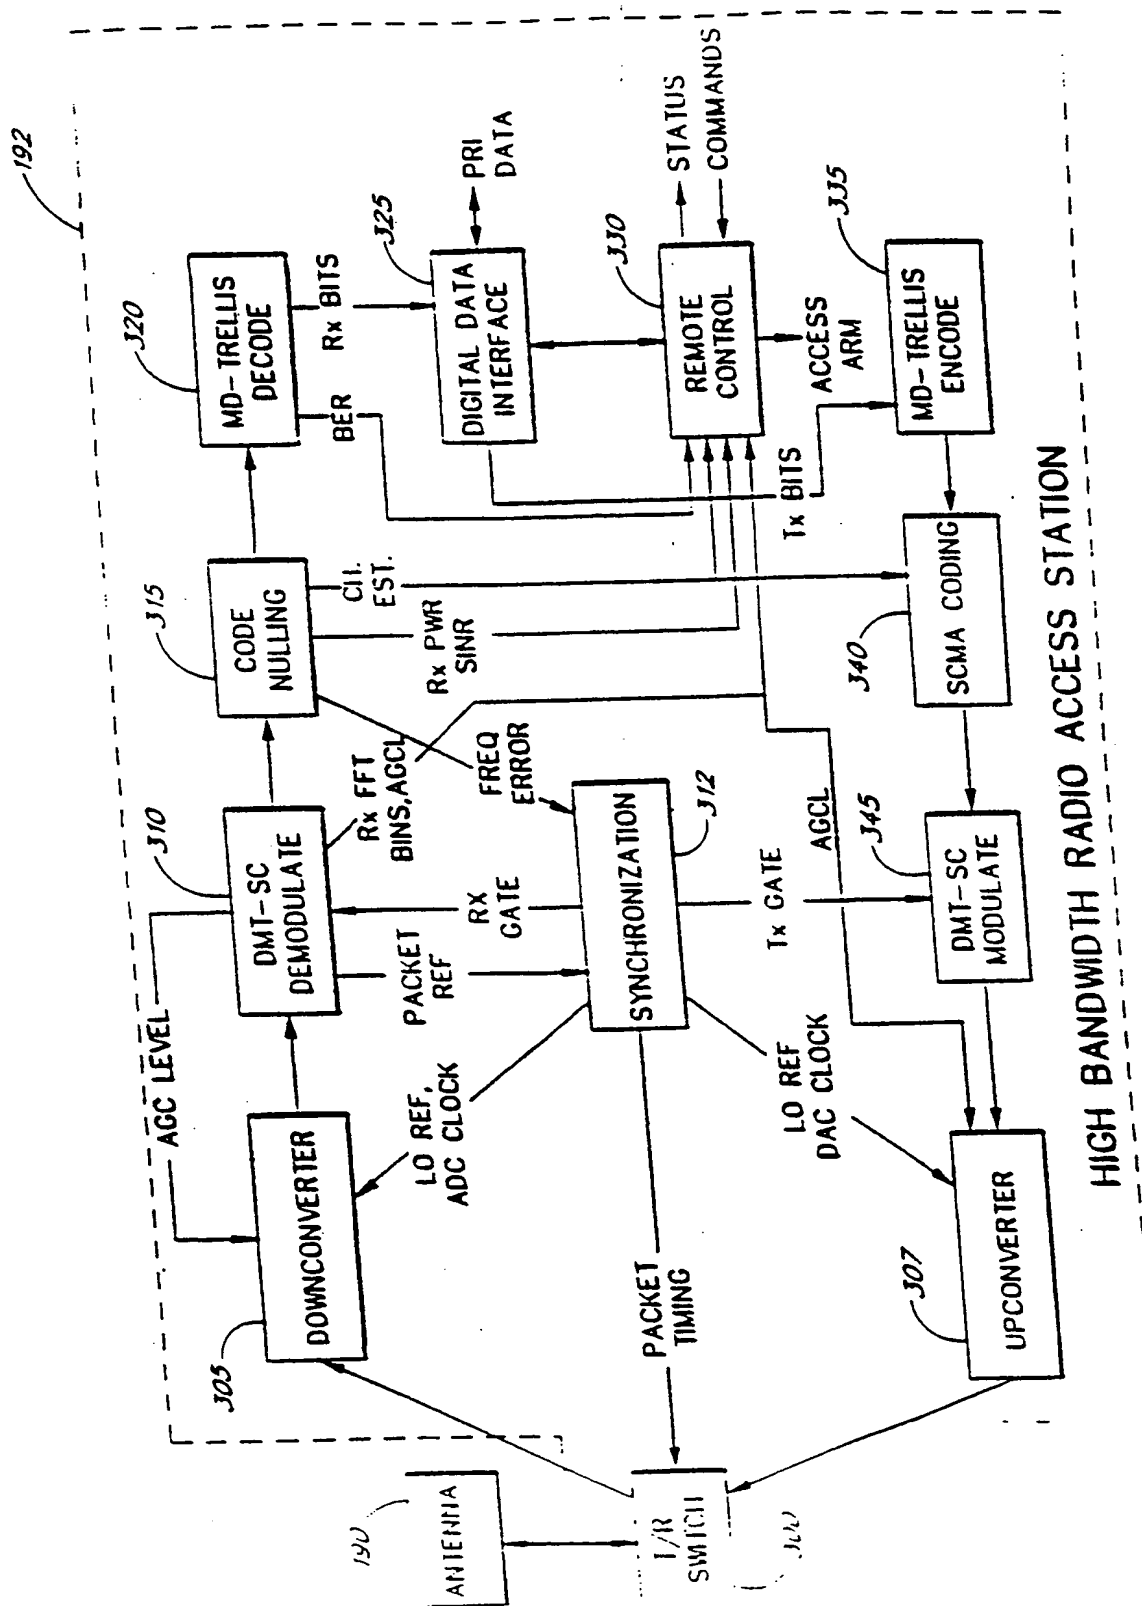 192
190
ANTENNA
T/R
SWITCH
300
305
DOWNCONVERTER
AGC LEVEL
310
DMT-SC
DEMODULATE
315
CODE
NULLING
320
MD-TRELLIS
DECODE
BER
Rx BITS
325
DIGITAL DATA
INTERFACE
PRI
DATA
330
REMOTE
CONTROL
STATUS
COMMANDS
ACCESS
ARM
335
MD-TRELLIS
ENCODE
Tx BITS
CH.
EST.
Rx PWR
SINR
Rx FFT
BINS,AGCL
FREQ
ERROR
RX
GATE
PACKET
REF
SYNCHRONIZATION
312
LO REF,
ADC CLOCK
PACKET
TIMING
LO REF
DAC CLOCK
Tx GATE
AGCL
340
SCMA CODING
345
DMT-SC
MODULATE
307
UPCONVERTER
HIGH BANDWIDTH RADIO ACCESS STATION